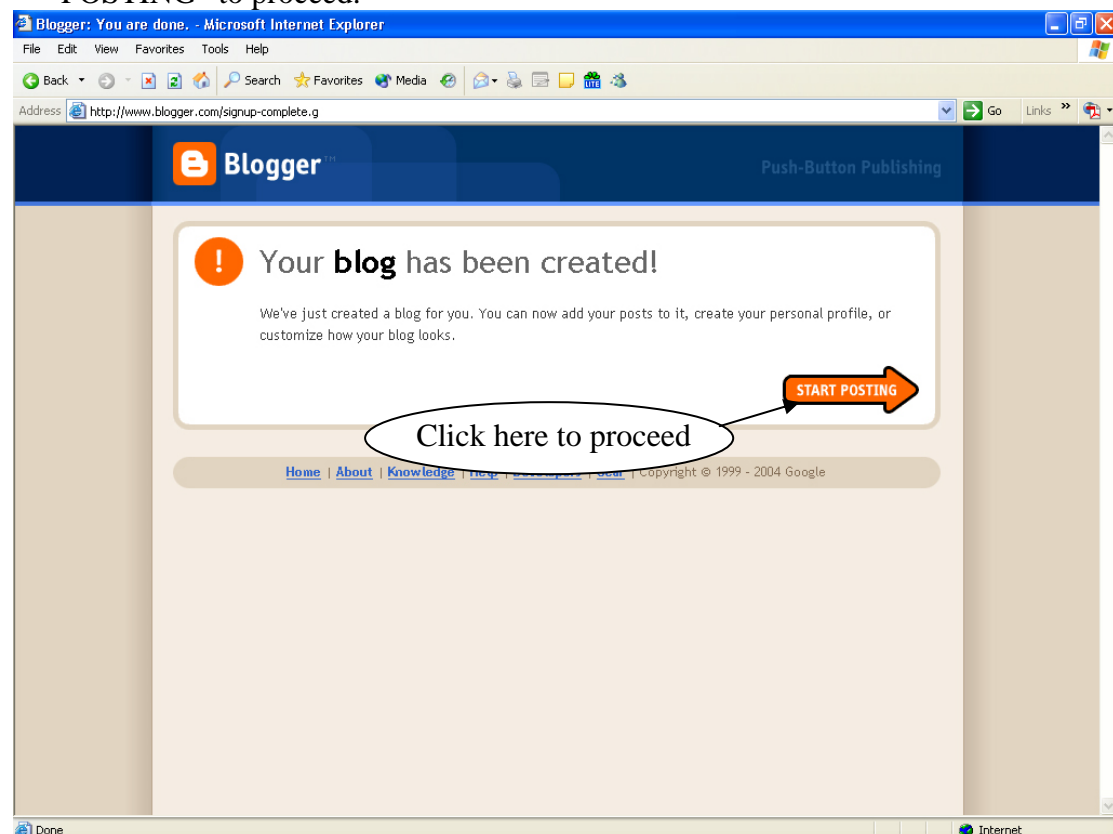 POSTING" to proceed.
Blogger: You are done. - Microsoft Internet Explorer
File Edit View Favorites Tools Help
Back Search Favorites Media
Address http://www.blogger.com/signup-complete.g Go Links »
Blogger™ Push-Button Publishing
! Your blog has been created!
We've just created a blog for you. You can now add your posts to it, create your personal profile, or
customize how your blog looks.
START POSTING
Click here to proceed
Home | About | Knowledge | | | | Copyright © 1999 - 2004 Google
Done Internet